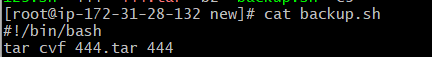 [root@ip-172-31-28-132 new]# cat backup.sh
#!/bin/bash
tar cvf 444.tar 444